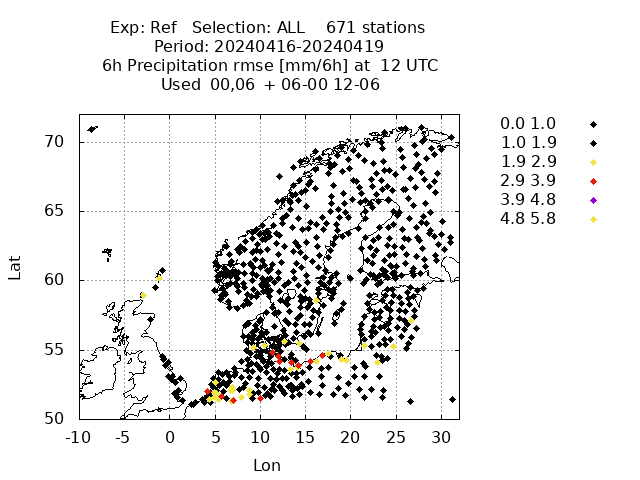 Exp: Ref   Selection: ALL    671 stations
Period: 20240416-20240419
6h Precipitation rmse [mm/6h] at  12 UTC
Used  00,06  + 06-00 12-06
0.0 1.0
1.0 1.9
1.9 2.9
2.9 3.9
3.9 4.8
4.8 5.8
70
65
60
55
50
Lat
-10 -5 0 5 10 15 20 25 30
Lon